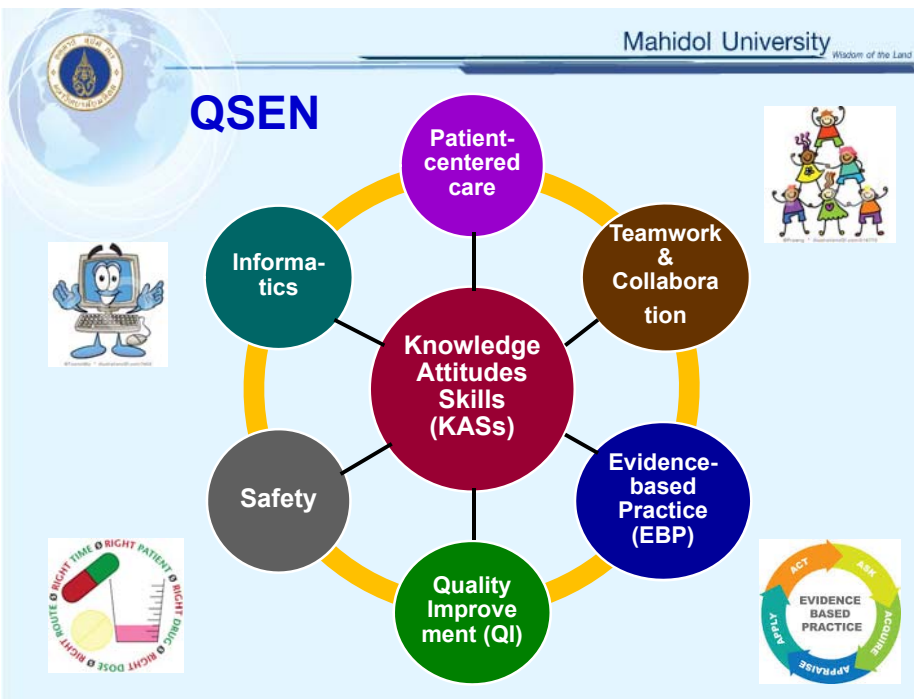 Mahidol University
Wisdom of the Land
QSEN
Patient-
centered
care
Teamwork
&
Collabora
tion
Informa-
tics
Knowledge
Attitudes
Skills
(KASs)
Evidence-
based
Practice
(EBP)
Safety
Quality
Improve
ment (QI)
RIGHT TIME Ø RIGHT PATIENT Ø RIGHT DRUG Ø RIGHT DOSE Ø RIGHT ROUTE Ø
ACT
ASK
ACQUIRE
APPRAISE
APPLY
EVIDENCE
BASED
PRACTICE